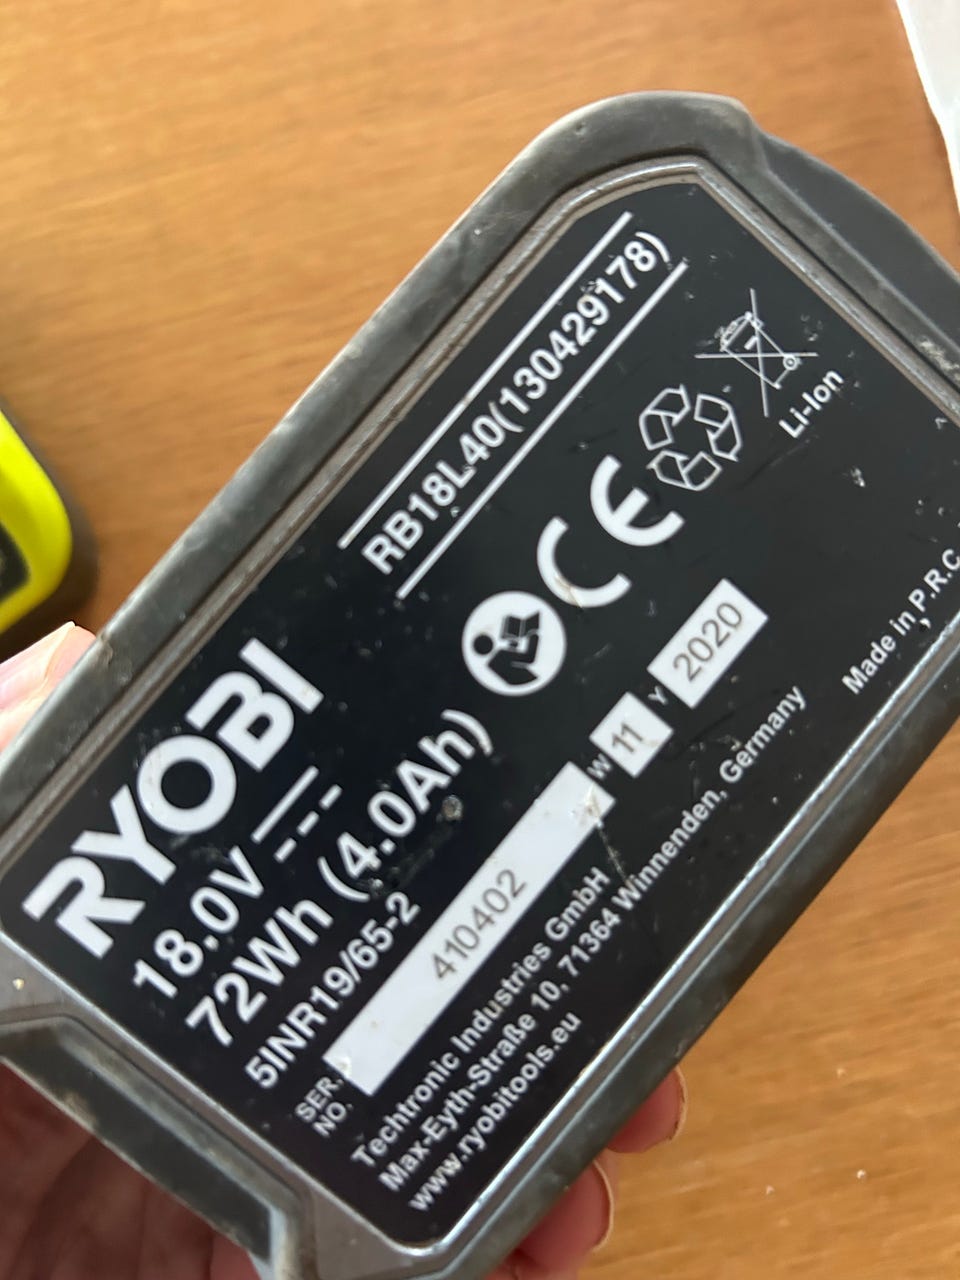 RYOBI
18.0V
72Wh (4.0Ah)
5INR19/65-2
SER.
NO.
410402
W 11 Y 2020
Techtronic Industries GmbH
Max-Eyth-Straße 10, 71364 Winnenden, Germany
www.ryobitools.eu
RB18L40(130429178)
CE
Li-Ion
Made in P.R.C.